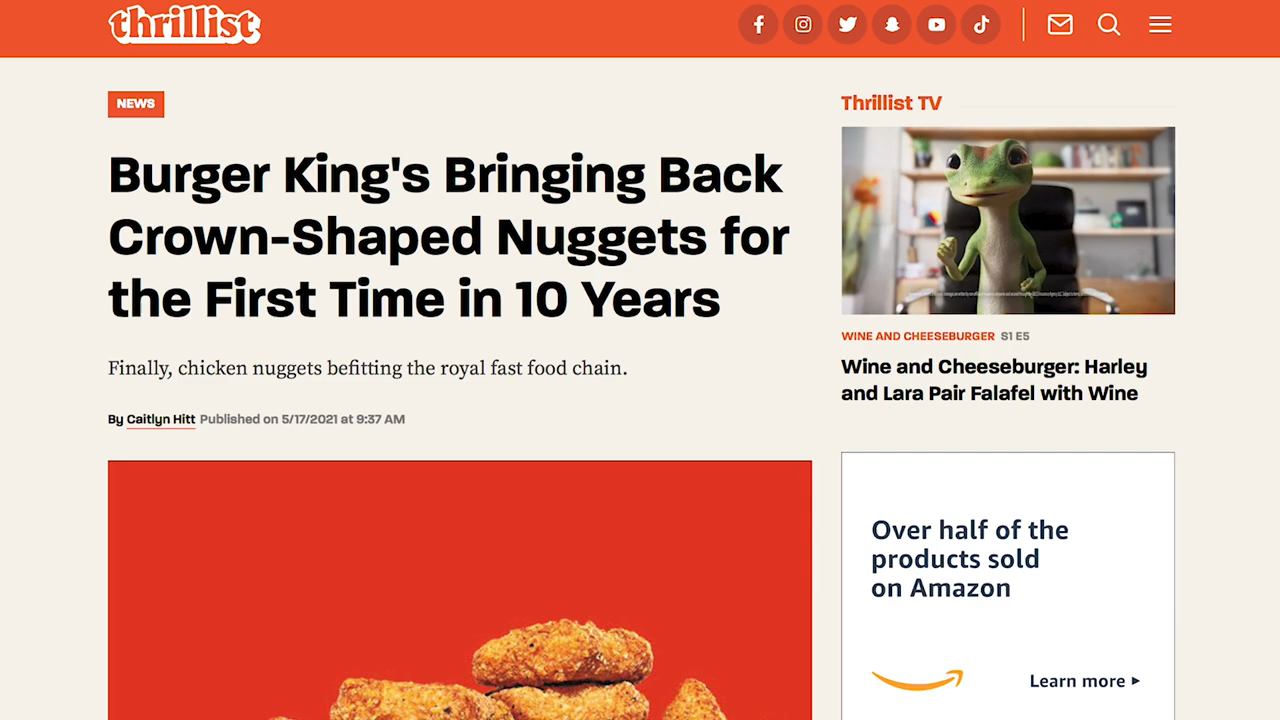 thrillist
NEWS
Burger King's Bringing Back
Crown-Shaped Nuggets for
the First Time in 10 Years
Finally, chicken nuggets befitting the royal fast food chain.
By Caitlyn Hitt Published on 5/17/2021 at 9:37 AM
Thrillist TV
WINE AND CHEESEBURGER S1 E5
Wine and Cheeseburger: Harley
and Lara Pair Falafel with Wine
Over half of the
products sold
on Amazon
Learn more